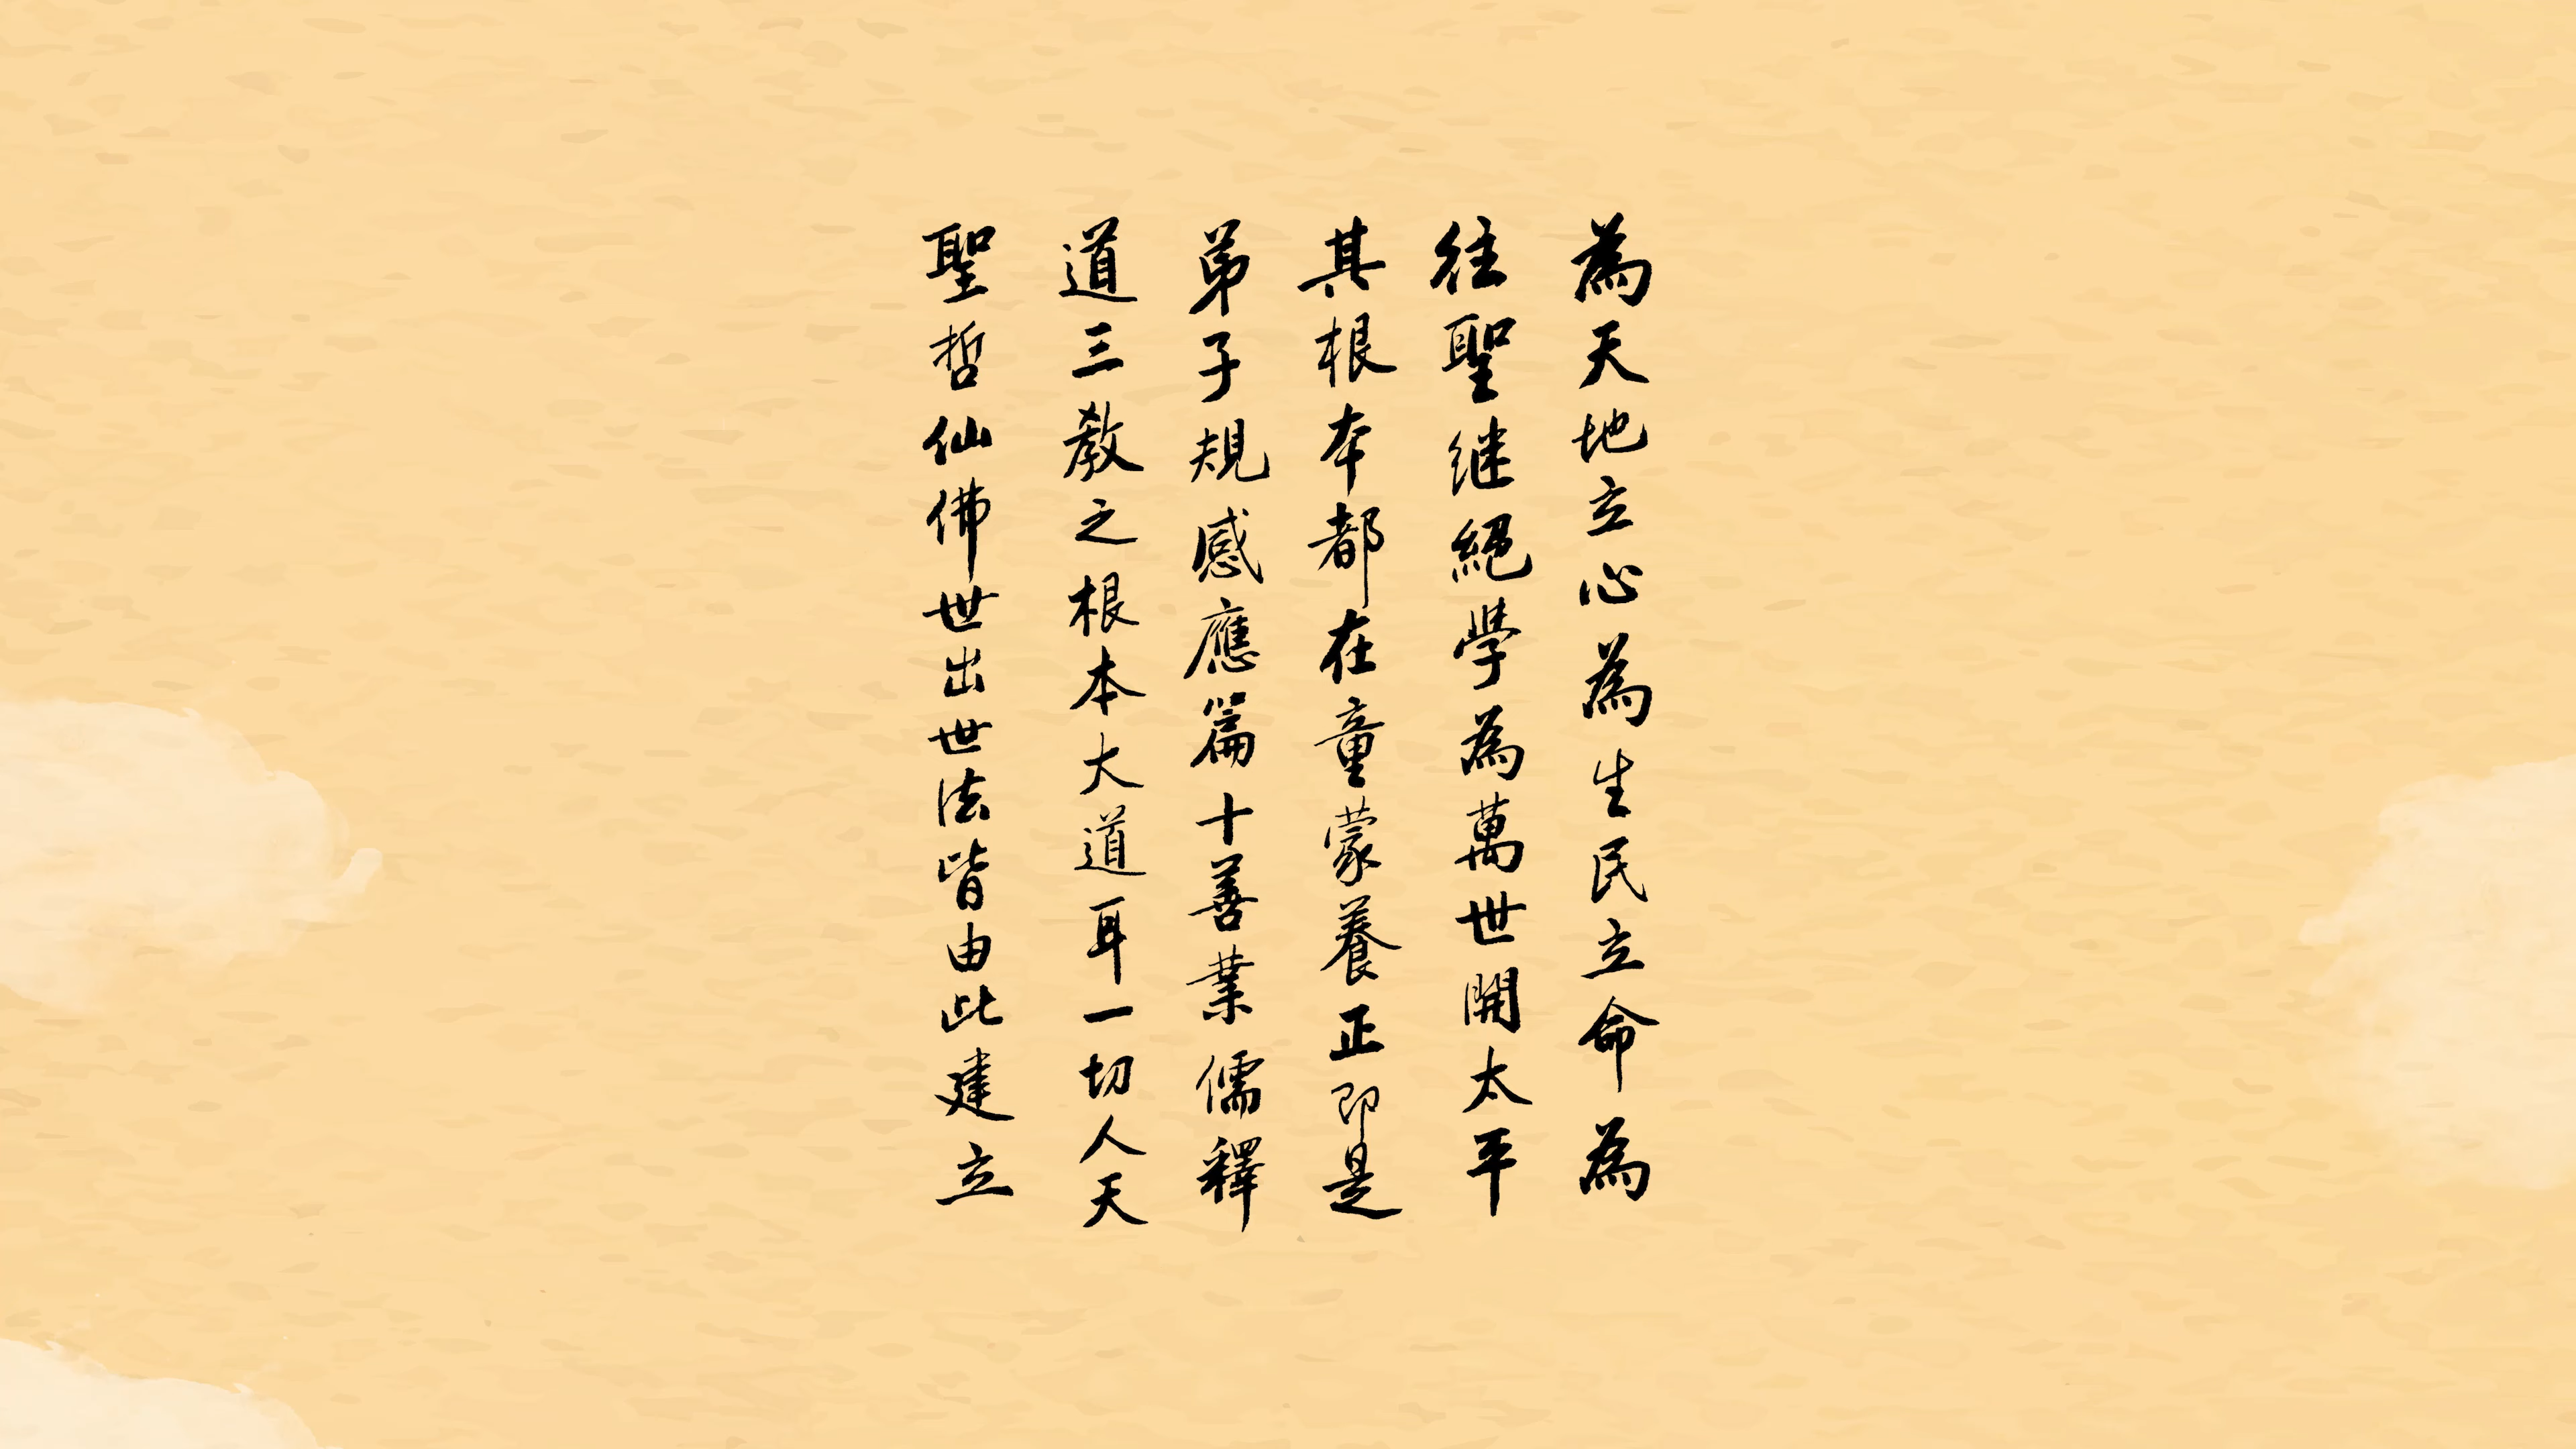 為天地立心為生民立命為
往聖继絕學為萬世開太平
其根本都在童蒙養正即是
弟子規感應篇十善業儒釋
道三教之根本大道耳一切人天
聖哲仙佛世出世法皆由此建立